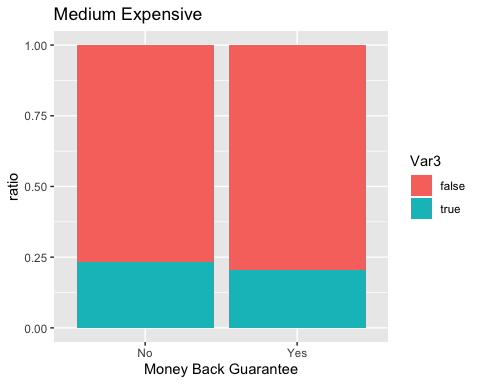 Medium Expensive
1.00
0.75
0.50
0.25
0.00
ratio
No
Yes
Money Back Guarantee
Var3
false
true